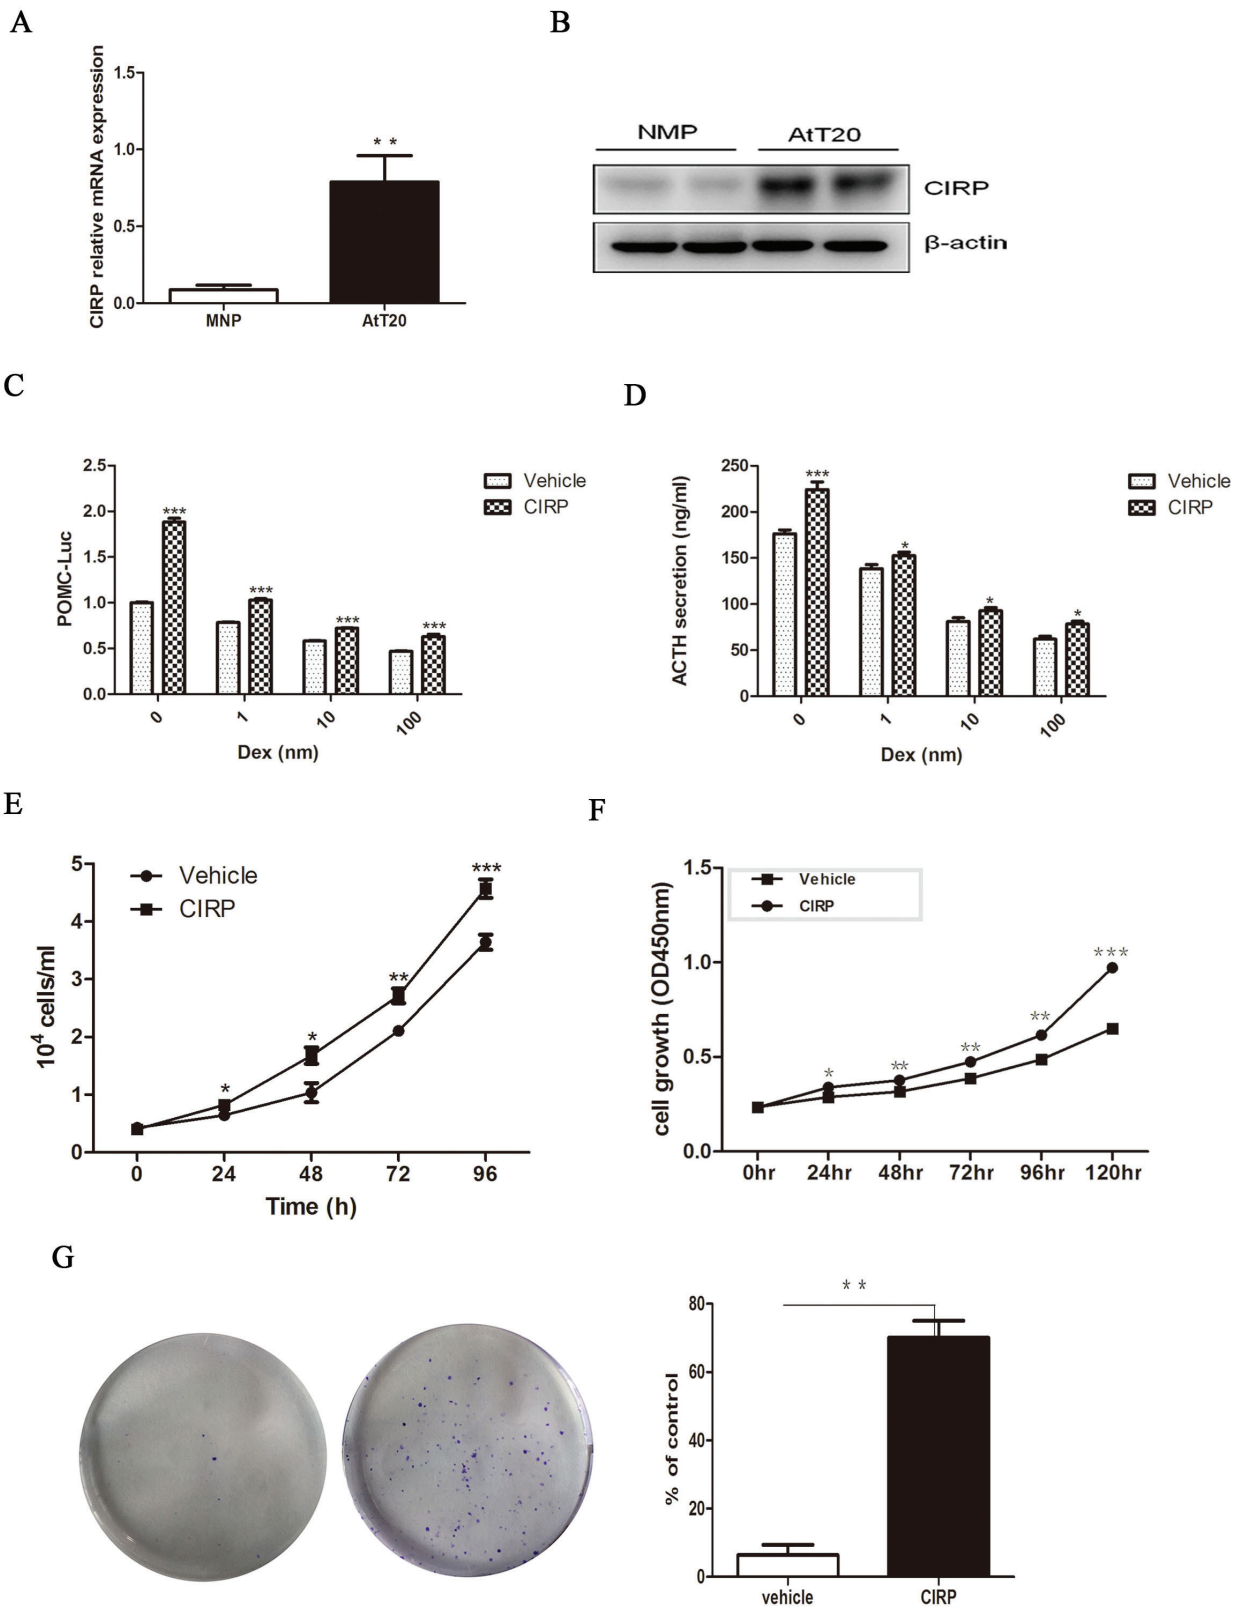 A
CIRP relative mRNA expression
1.5
1.0
0.5
0.0
* *
MNP
AtT20
B
NMP
AtT20
CIRP
β-actin
C
POMC-Luc
2.5
2.0
1.5
1.0
0.5
0.0
***
***
***
***
Vehicle
CIRP
0
1
10
100
Dex (nm)
D
ACTH secretion (ng/ml)
250
200
150
100
50
0
***
*
*
*
Vehicle
CIRP
0
1
10
100
Dex (nm)
E
10⁴ cells/ml
5
4
3
2
1
0
Vehicle
CIRP
*
*
**
***
0
24
48
72
96
Time (h)
F
cell growth (OD450nm)
1.5
1.0
0.5
0.0
Vehicle
CIRP
*
**
**
**
***
0hr
24hr
48hr
72hr
96hr
120hr
G
% of control
80
60
40
20
0
* *
vehicle
CIRP